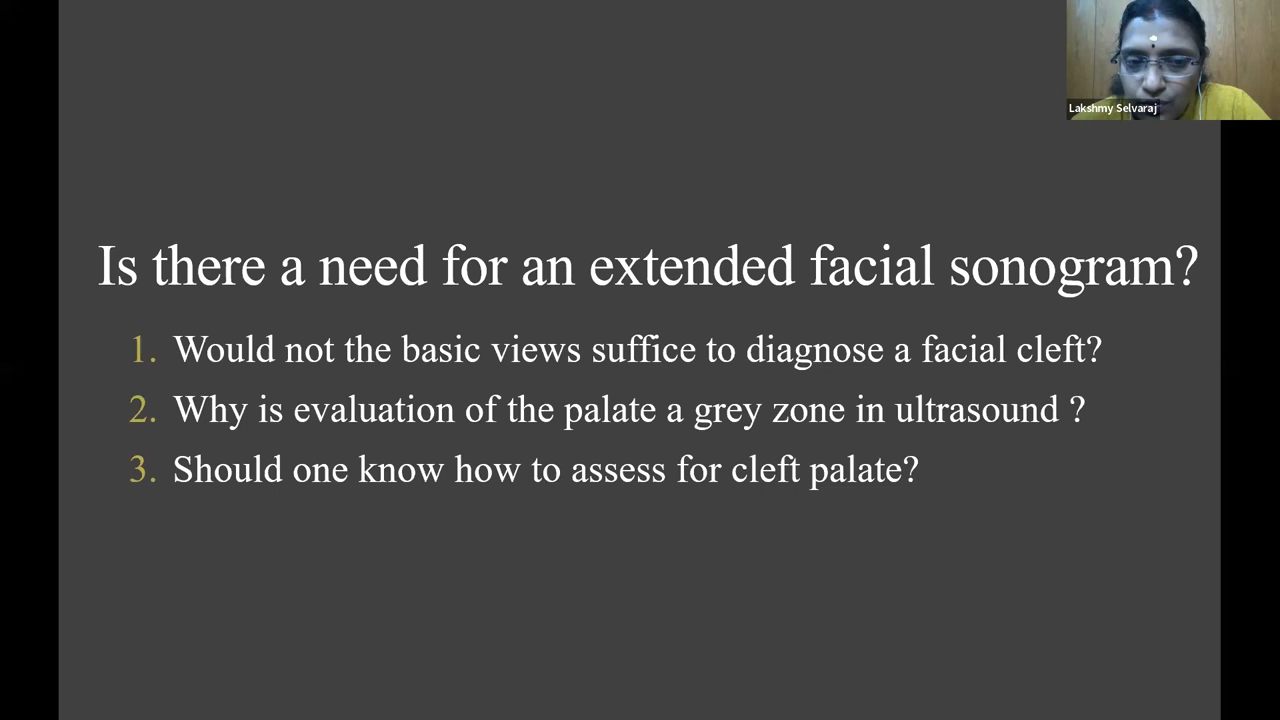 Lakshmy Selvaraj
Is there a need for an extended facial sonogram?
1. Would not the basic views suffice to diagnose a facial cleft?
2. Why is evaluation of the palate a grey zone in ultrasound ?
3. Should one know how to assess for cleft palate?